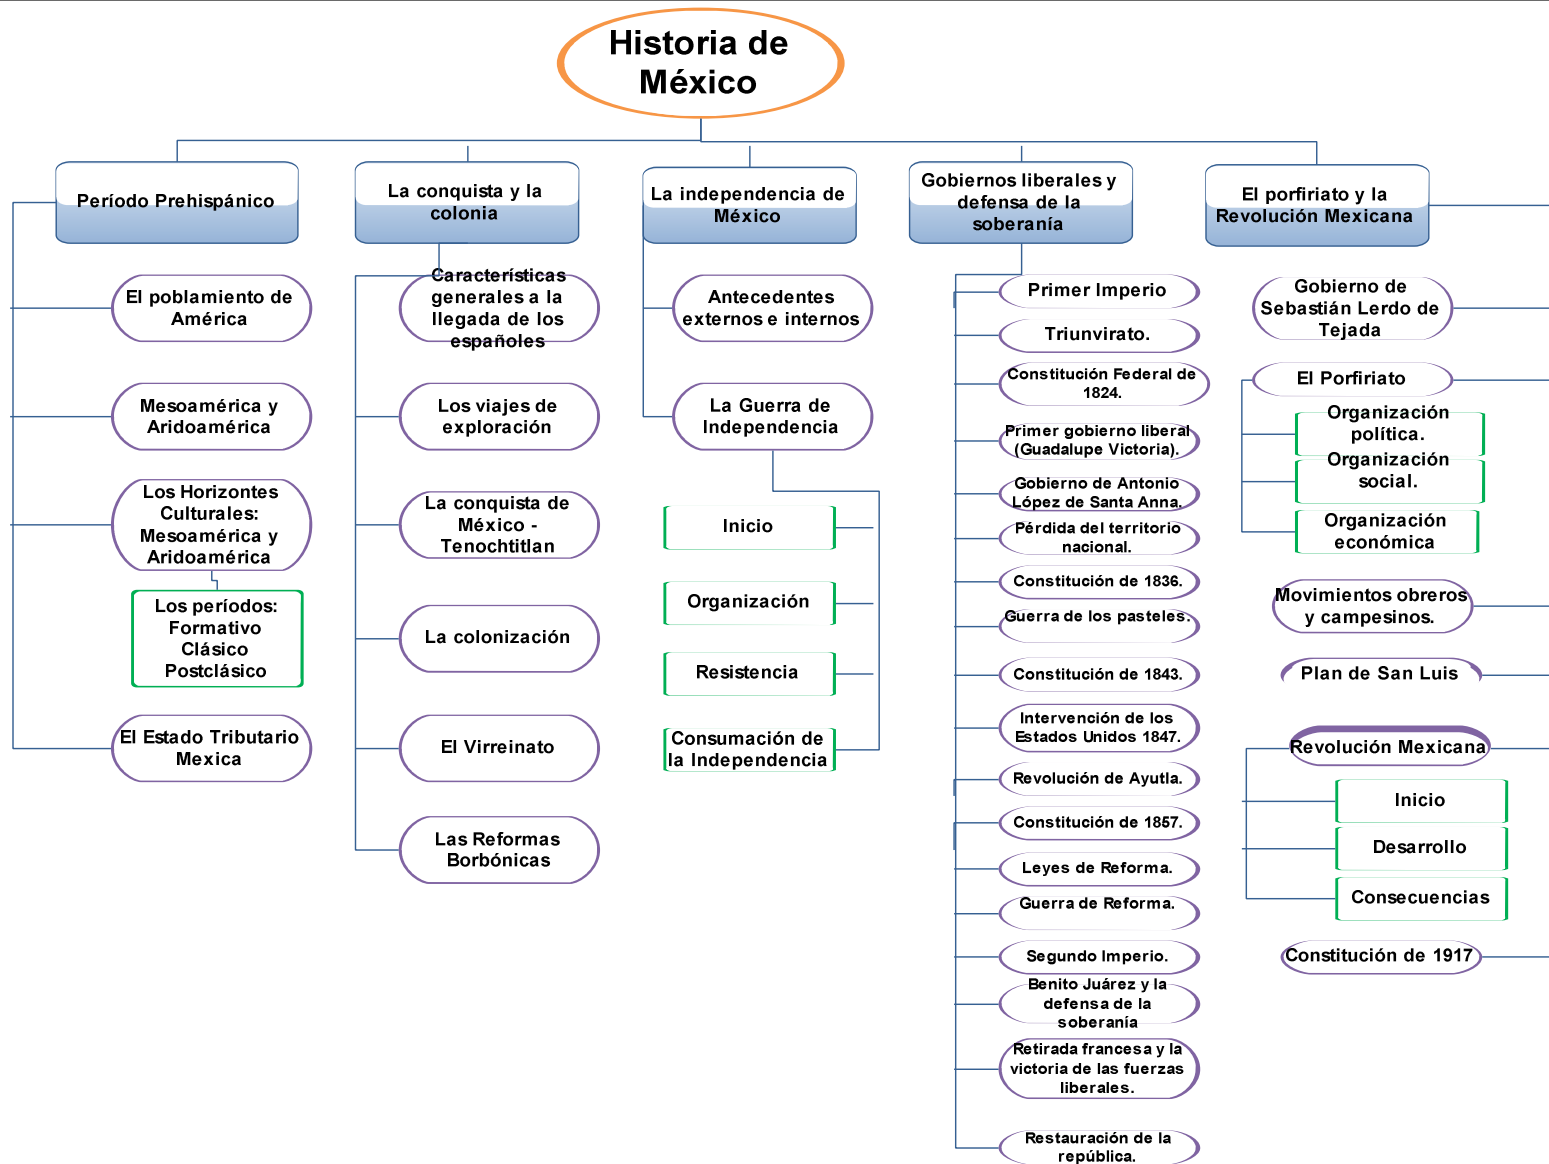 Historia de
México
Período Prehispánico
El poblamiento de
América
Mesoamérica y
Aridoamérica
Los Horizontes
Culturales:
Mesoamérica y
Aridoamérica
Los períodos:
Formativo
Clásico
Postclásico
El Estado Tributario
Mexica
La conquista y la
colonia
Características
generales a la
llegada de los
españoles
Los viajes de
exploración
La conquista de
México -
Tenochtitlan
La colonización
El Virreinato
Las Reformas
Borbónicas
La independencia de
México
Antecedentes
externos e internos
La Guerra de
Independencia
Inicio
Organización
Resistencia
Consumación de
la Independencia
Gobiernos liberales y
defensa de la
soberanía
Primer Imperio
Triunvirato.
Constitución Federal de
1824.
Primer gobierno liberal
(Guadalupe Victoria).
Gobierno de Antonio
López de Santa Anna.
Pérdida del territorio
nacional.
Constitución de 1836.
Guerra de los pasteles.
Constitución de 1843.
Intervención de los
Estados Unidos 1847.
Revolución de Ayutla.
Constitución de 1857.
Leyes de Reforma.
Guerra de Reforma.
Segundo Imperio.
Benito Juárez y la
defensa de la
soberanía
Retirada francesa y la
victoria de las fuerzas
liberales.
Restauración de la
república.
El porfiriato y la
Revolución Mexicana
Gobierno de
Sebastián Lerdo de
Tejada
El Porfiriato
Organización
política.
Organización
social.
Organización
económica
Movimientos obreros
y campesinos.
Plan de San Luis
Revolución Mexicana
Inicio
Desarrollo
Consecuencias
Constitución de 1917